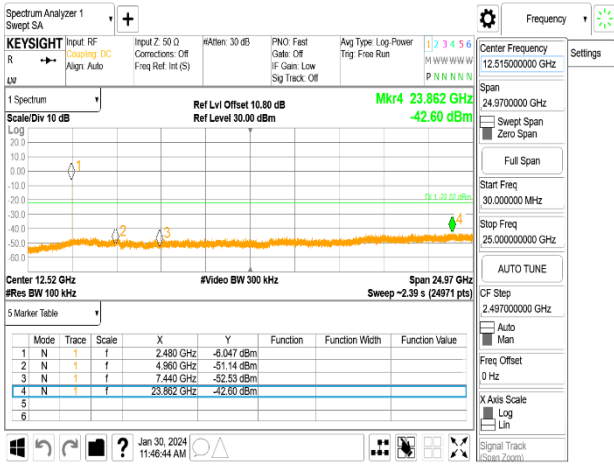 Spectrum Analyzer 1
Swept SA
Frequency
KEYSIGHT
R
Input: RF
Coupling: DC
Align: Auto
Input Z: 50 Ω
Corrections: Off
Freq Ref: Int (S)
#Atten: 30 dB
PNO: Fast
Gate: Off
IF Gain: Low
Sig Track: Off
Avg Type: Log-Power
Trig: Free Run
1 2 3 4 5 6
M W W W W W
P N N N N N
Settings
1 Spectrum
Scale/Div 10 dB
Ref Lvl Offset 10.80 dB
Ref Level 30.00 dBm
Mkr4 23.862 GHz
-42.60 dBm
Log
20.0
10.0
0.00
-10.0
-20.0
-30.0
-40.0
-50.0
-60.0
1
2
3
4
DL1 -22.02 dBm
Center 12.52 GHz
#Video BW 300 kHz
Span 24.97 GHz
#Res BW 100 kHz
Sweep ~2.39 s (24971 pts)
5 Marker Table
Mode Trace Scale X Y Function Function Width Function Value
1 N 1 f 2.480 GHz -6.047 dBm
2 N 1 f 4.960 GHz -51.14 dBm
3 N 1 f 7.440 GHz -52.53 dBm
4 N 1 f 23.862 GHz -42.60 dBm
5
6
Jan 30, 2024
11:46:44 AM
Center Frequency
12.515000000 GHz
Span
24.9700000 GHz
Swept Span
Zero Span
Full Span
Start Freq
30.000000 MHz
Stop Freq
25.000000000 GHz
AUTO TUNE
CF Step
2.497000000 GHz
Auto
Man
Freq Offset
0 Hz
X Axis Scale
Log
Lin
Signal Track
(Span Zoom)